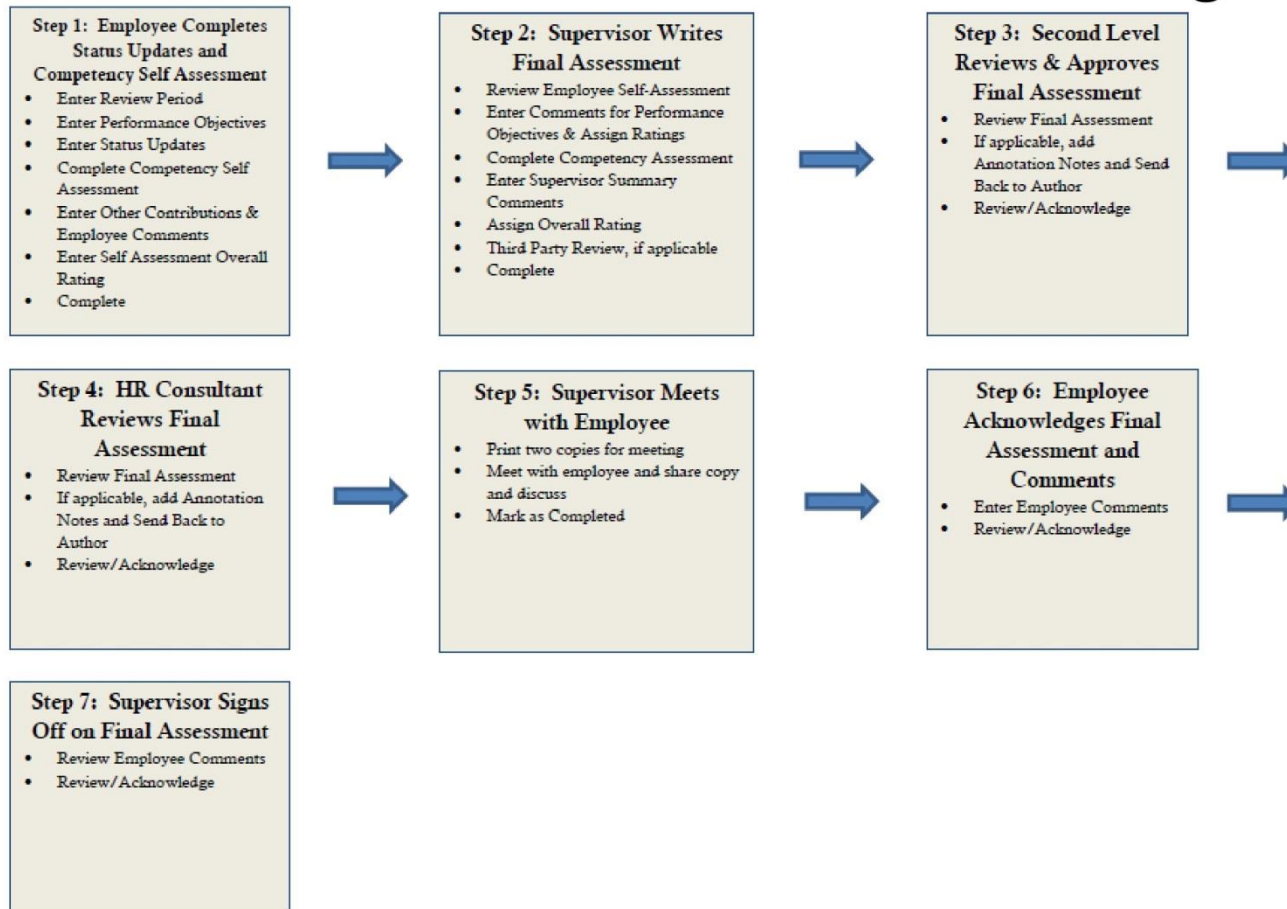 Step 1: Employee Completes
Status Updates and
Competency Self Assessment
• Enter Review Period
• Enter Performance Objectives
• Enter Status Updates
• Complete Competency Self
Assessment
• Enter Other Contributions &
Employee Comments
• Enter Self Assessment Overall
Rating
• Complete
Step 2: Supervisor Writes
Final Assessment
• Review Employee Self-Assessment
• Enter Comments for Performance
Objectives & Assign Ratings
• Complete Competency Assessment
• Enter Supervisor Summary
Comments
• Assign Overall Rating
• Third Party Review, if applicable
• Complete
Step 3: Second Level
Reviews & Approves
Final Assessment
• Review Final Assessment
• If applicable, add
Annotation Notes and Send
Back to Author
• Review/Acknowledge
Step 4: HR Consultant
Reviews Final
Assessment
• Review Final Assessment
• If applicable, add Annotation
Notes and Send Back to
Author
• Review/Acknowledge
Step 5: Supervisor Meets
with Employee
• Print two copies for meeting
• Meet with employee and share copy
and discuss
• Mark as Completed
Step 6: Employee
Acknowledges Final
Assessment and
Comments
• Enter Employee Comments
• Review/Acknowledge
Step 7: Supervisor Signs
Off on Final Assessment
• Review Employee Comments
• Review/Acknowledge